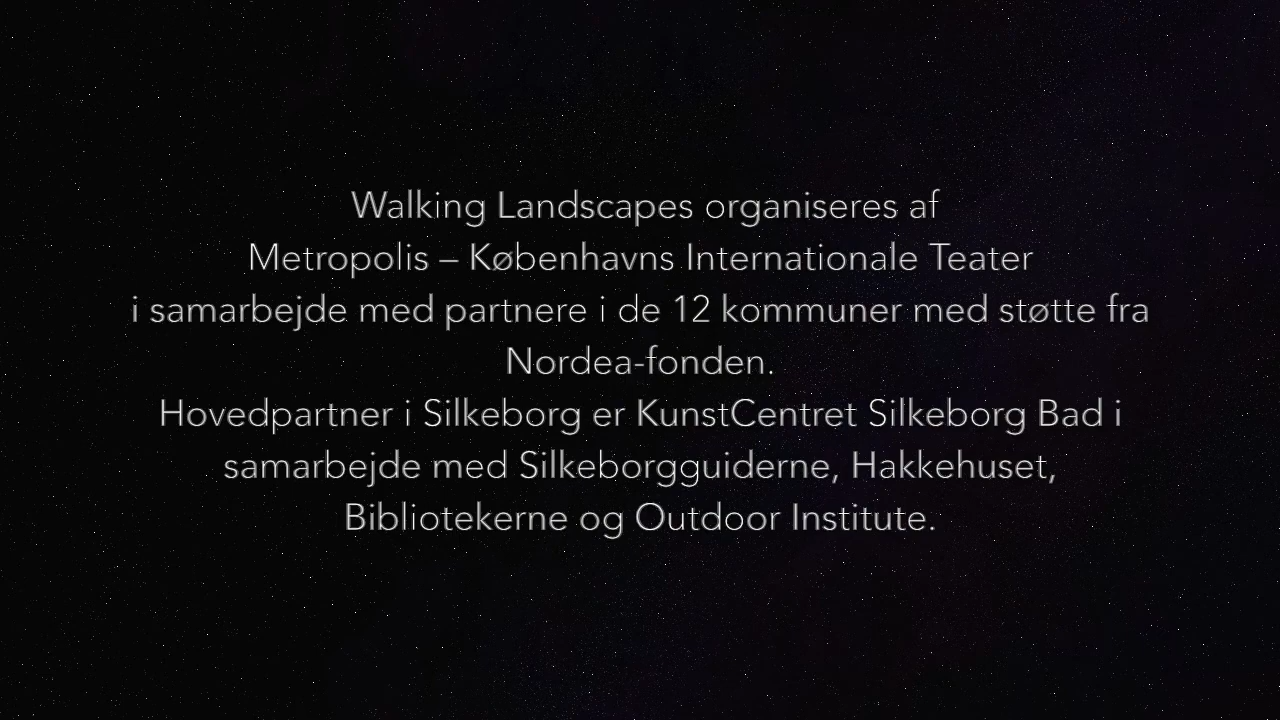 Walking Landscapes organiseres af
Metropolis – Københavns Internationale Teater
i samarbejde med partnere i de 12 kommuner med støtte fra
Nordea-fonden.
Hovedpartner i Silkeborg er KunstCentret Silkeborg Bad i
samarbejde med Silkeborgguiderne, Hakkehuset,
Bibliotekerne og Outdoor Institute.